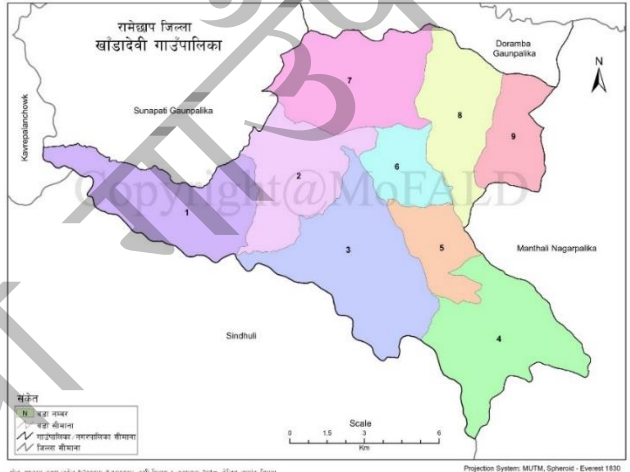 रामेछाप जिल्ला
खाँडादेवी गाउँपालिका
Doramba
Gaunpalika
N
Kavrepalanchowk
Sunapati Gaunpalika
7
8
9
6
2
1
Copyright@MoFALD
3
5
Manthali Nagarpalika
4
Sindhuli
संकेत
N वडा नम्बर
वडा सीमाना
गाउँपालिका/नगरपालिका सीमाना
जिल्ला सीमाना
Scale
0 1.5 3 6
Km
Projection System: MUTM, Spheroid - Everest 1830